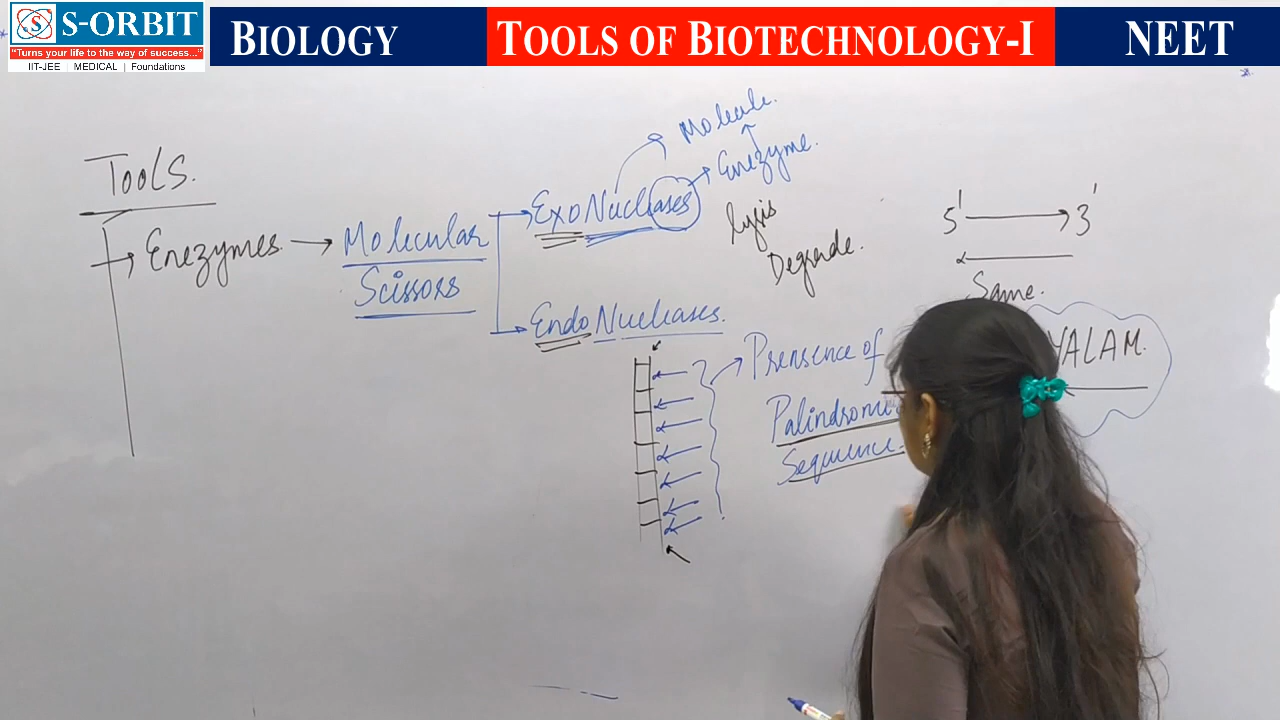 S-ORBIT
"Turns your life to the way of success..."
IIT-JEE | MEDICAL | Foundations
BIOLOGY
TOOLS OF BIOTECHNOLOGY-I
NEET
TOOLS.
Enzymes
Molecular
Scissors
Exo Nucleases
Molecule.
Enzyme.
lysis
Degrade.
Endo Nucleases.
5' 3'
Same.
YALAM.
Prensence of
Palindromic
Sequence.